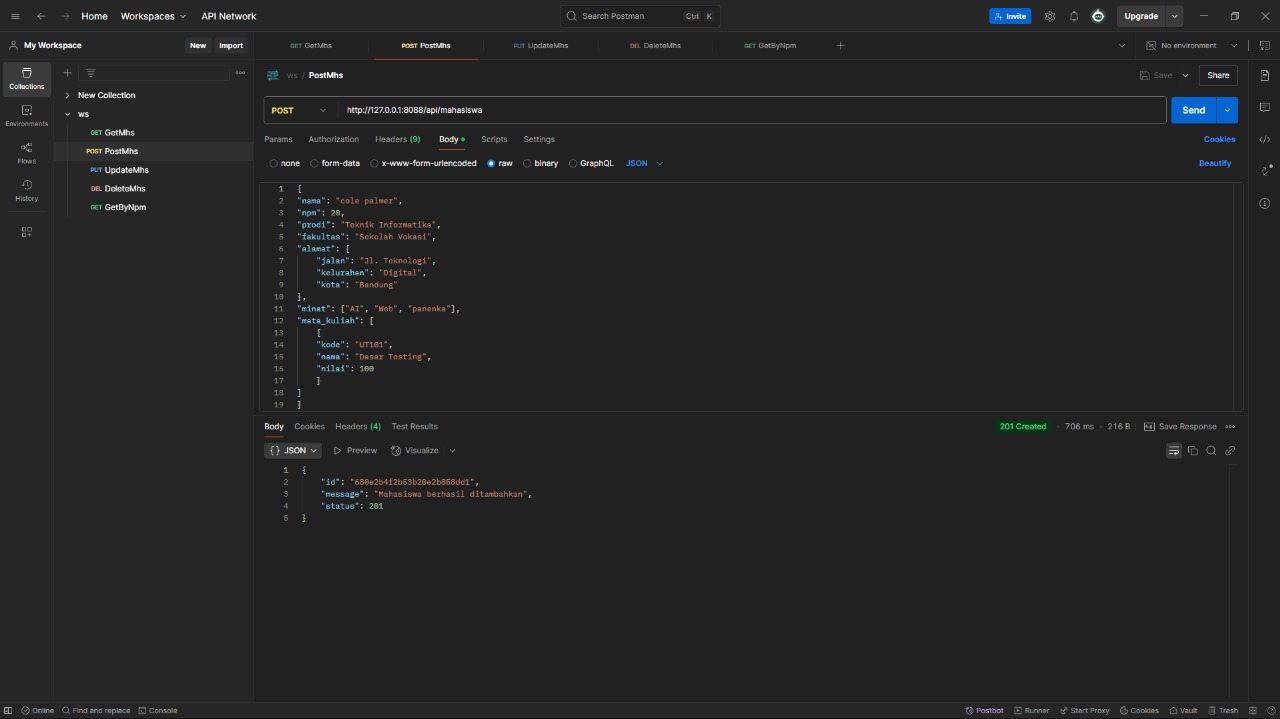 Home Workspaces API Network Search Postman Ctrl K Invite Upgrade
My Workspace New Import
GET GetMhs POST PostMhs PUT UpdateMhs DEL DeleteMhs GET GetByNpm No environment
Collections
Environments
Flows
History
New Collection
ws
GET GetMhs
POST PostMhs
PUT UpdateMhs
DEL DeleteMhs
GET GetByNpm
ws / PostMhs Save Share
POST http://127.0.0.1:8088/api/mahasiswa Send
Params Authorization Headers (9) Body Scripts Settings Cookies
none form-data x-www-form-urlencoded raw binary GraphQL JSON Beautify
1 {
2 "nama": "cole palmer",
3 "npm": 20,
4 "prodi": "Teknik Informatika",
5 "fakultas": "Sekolah Vokasi",
6 "alamat": {
7 "jalan": "Jl. Teknologi",
8 "kelurahan": "Digital",
9 "kota": "Bandung"
10 },
11 "minat": ["AI", "Web", "panenka"],
12 "mata_kuliah": [
13 {
14 "kode": "UT101",
15 "nama": "Dasar Testing",
16 "nilai": 100
17 }
18 ]
19 }
Body Cookies Headers (4) Test Results 201 Created 706 ms 216 B Save Response
{ } JSON Preview Visualize
1 {
2 "id": "680e2b4f2b53b20e2b858dd1",
3 "message": "Mahasiswa berhasil ditambahkan",
4 "status": 201
5 }
Online Find and replace Console Postbot Runner Start Proxy Cookies Vault Trash